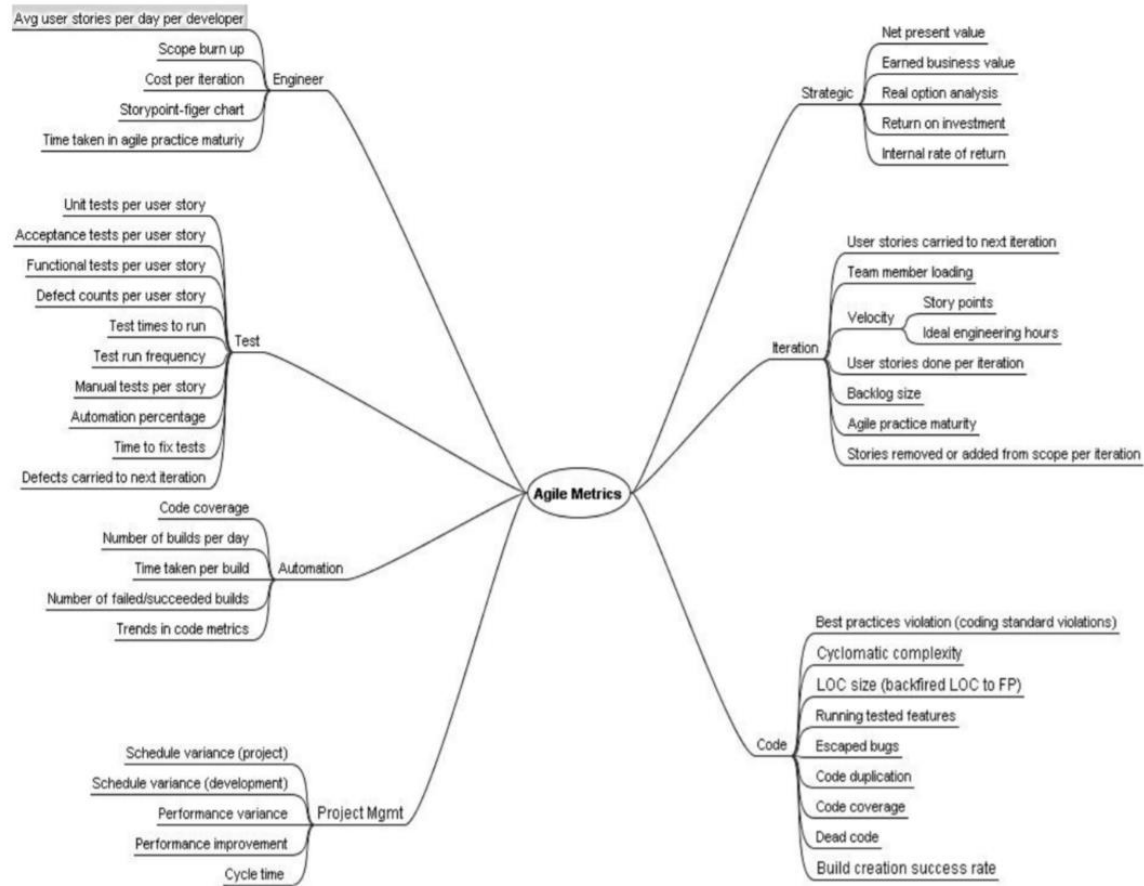 Avg user stories per day per developer
Scope burn up
Cost per iteration
Storypoint-figer chart
Time taken in agile practice maturiy
Engineer
Unit tests per user story
Acceptance tests per user story
Functional tests per user story
Defect counts per user story
Test times to run
Test run frequency
Manual tests per story
Automation percentage
Time to fix tests
Defects carried to next iteration
Test
Code coverage
Number of builds per day
Time taken per build
Number of failed/succeeded builds
Trends in code metrics
Automation
Schedule variance (project)
Schedule variance (development)
Performance variance
Performance improvement
Cycle time
Project Mgmt
Agile Metrics
Strategic
Net present value
Earned business value
Real option analysis
Return on investment
Internal rate of return
Iteration
User stories carried to next iteration
Team member loading
Velocity
Story points
Ideal engineering hours
User stories done per iteration
Backlog size
Agile practice maturity
Stories removed or added from scope per iteration
Code
Best practices violation (coding standard violations)
Cyclomatic complexity
LOC size (backfired LOC to FP)
Running tested features
Escaped bugs
Code duplication
Code coverage
Dead code
Build creation success rate